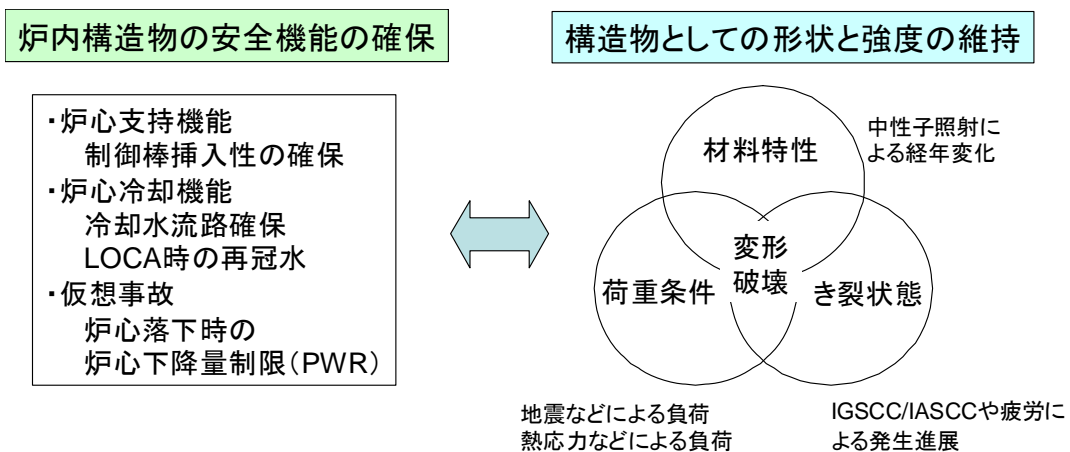 炉内構造物の安全機能の確保
・炉心支持機能
制御棒挿入性の確保
・炉心冷却機能
冷却水流路確保
LOCA時の再冠水
・仮想事故
炉心落下時の
炉心下降量制限(PWR)
構造物としての形状と強度の維持
材料特性
中性子照射に
よる経年変化
変形
破壊
荷重条件
き裂状態
地震などによる負荷
熱応力などによる負荷
IGSCC/IASCCや疲労に
よる発生進展